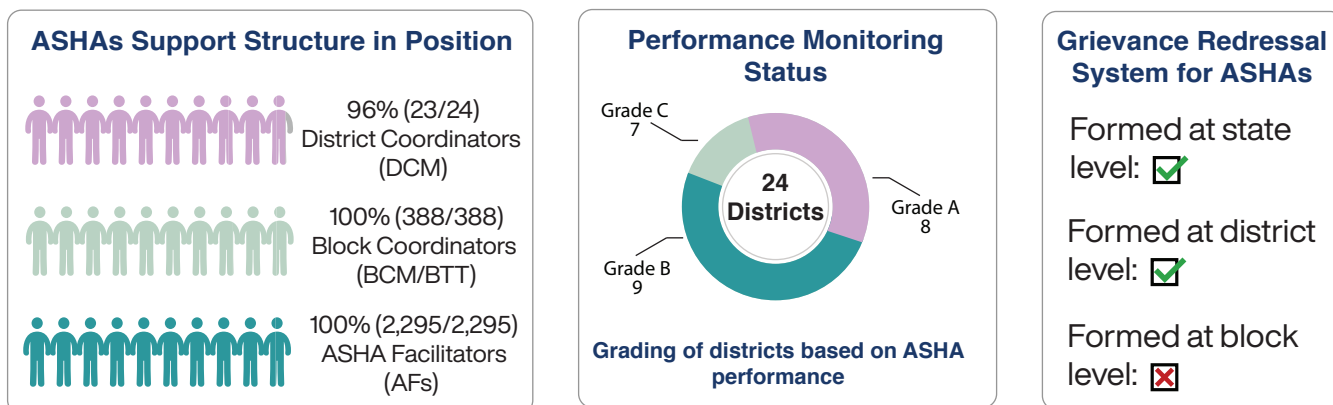 ASHAs Support Structure in Position
96% (23/24)
District Coordinators
(DCM)
100% (388/388)
Block Coordinators
(BCM/BTT)
100% (2,295/2,295)
ASHA Facilitators
(AFs)
Performance Monitoring
Status
Grade C
7
24
Districts
Grade A
8
Grade B
9
Grading of districts based on ASHA
performance
Grievance Redressal
System for ASHAs
Formed at state
level:
Formed at district
level:
Formed at block
level: